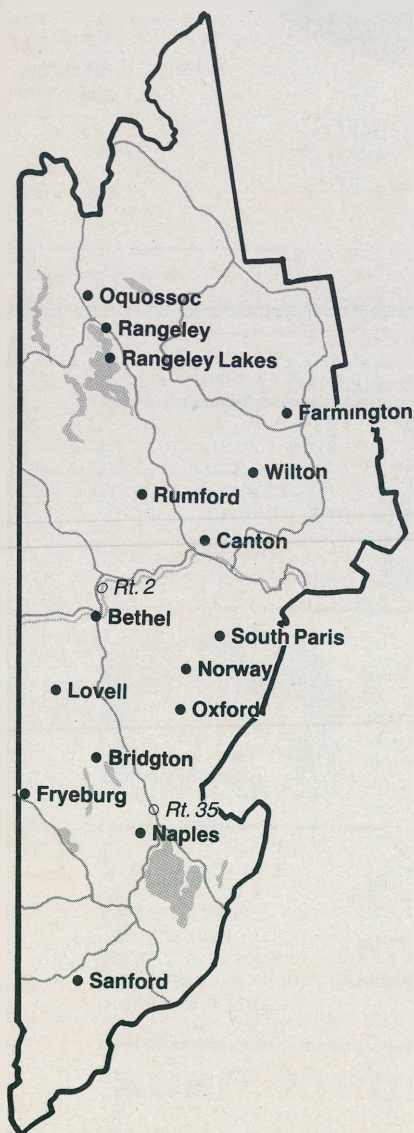 Oquossoc
Rangeley
Rangeley Lakes
Farmington
Wilton
Rumford
Canton
Rt. 2
Bethel
South Paris
Norway
Lovell
Oxford
Bridgton
Fryeburg
Rt. 35
Naples
Sanford